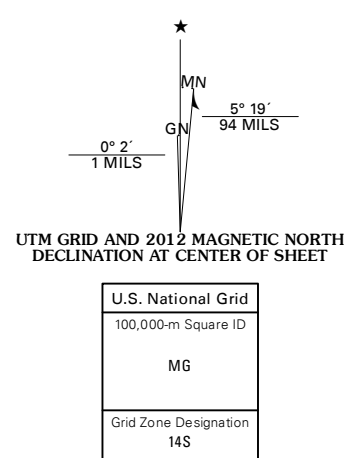 MN
5° 19´
94 MILS
GN
0° 2´
1 MILS
UTM GRID AND 2012 MAGNETIC NORTH
DECLINATION AT CENTER OF SHEET
U.S. National Grid
100,000-m Square ID
MG
Grid Zone Designation
14S